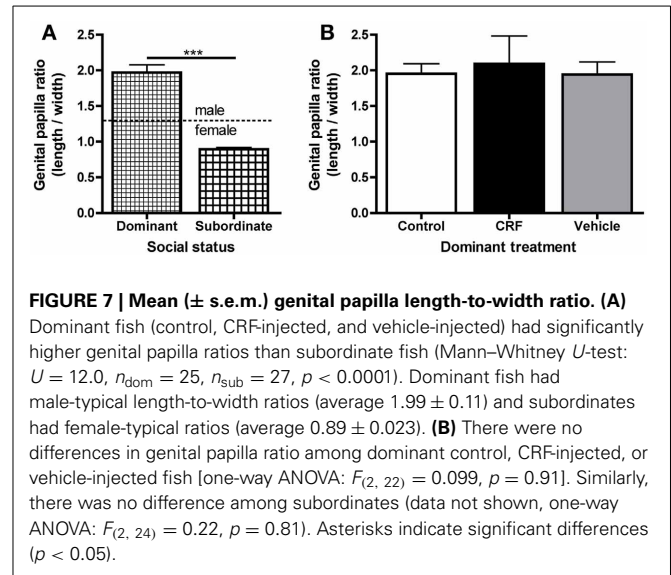 A
Genital papilla ratio
(length / width)
2.5
2.0
1.5
1.0
0.5
0.0
***
male
female
Dominant Subordinate
Social status
B
Genital papilla ratio
(length / width)
2.5
2.0
1.5
1.0
0.5
0.0
Control CRF Vehicle
Dominant treatment
FIGURE 7 | Mean (± s.e.m.) genital papilla length-to-width ratio. (A)
Dominant fish (control, CRF-injected, and vehicle-injected) had significantly
higher genital papilla ratios than subordinate fish (Mann–Whitney U-test:
U = 12.0, n_dom = 25, n_sub = 27, p < 0.0001). Dominant fish had
male-typical length-to-width ratios (average 1.99 ± 0.11) and subordinates
had female-typical ratios (average 0.89 ± 0.023). (B) There were no
differences in genital papilla ratio among dominant control, CRF-injected, or
vehicle-injected fish [one-way ANOVA: F(2, 22) = 0.099, p = 0.91]. Similarly,
there was no difference among subordinates (data not shown, one-way
ANOVA: F(2, 24) = 0.22, p = 0.81). Asterisks indicate significant differences
(p < 0.05).